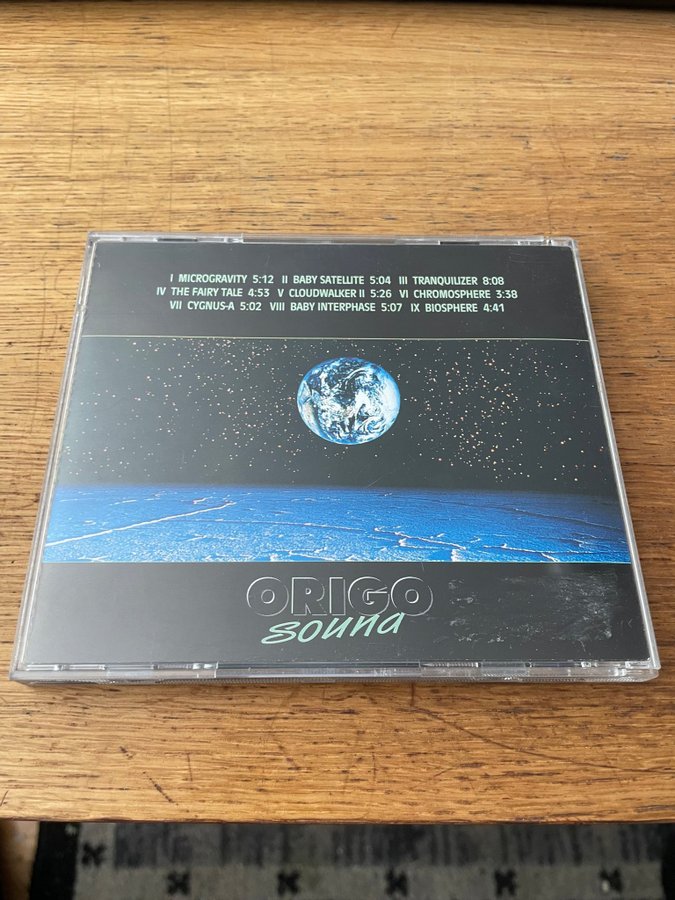 I MICROGRAVITY 5:12 II BABY SATELLITE 5:04 III TRANQUILIZER 8:08
IV THE FAIRY TALE 4:53 V CLOUDWALKER II 5:26 VI CHROMOSPHERE 3:38
VII CYGNUS-A 5:02 VIII BABY INTERPHASE 5:07 IX BIOSPHERE 4:41
ORIGO
sound